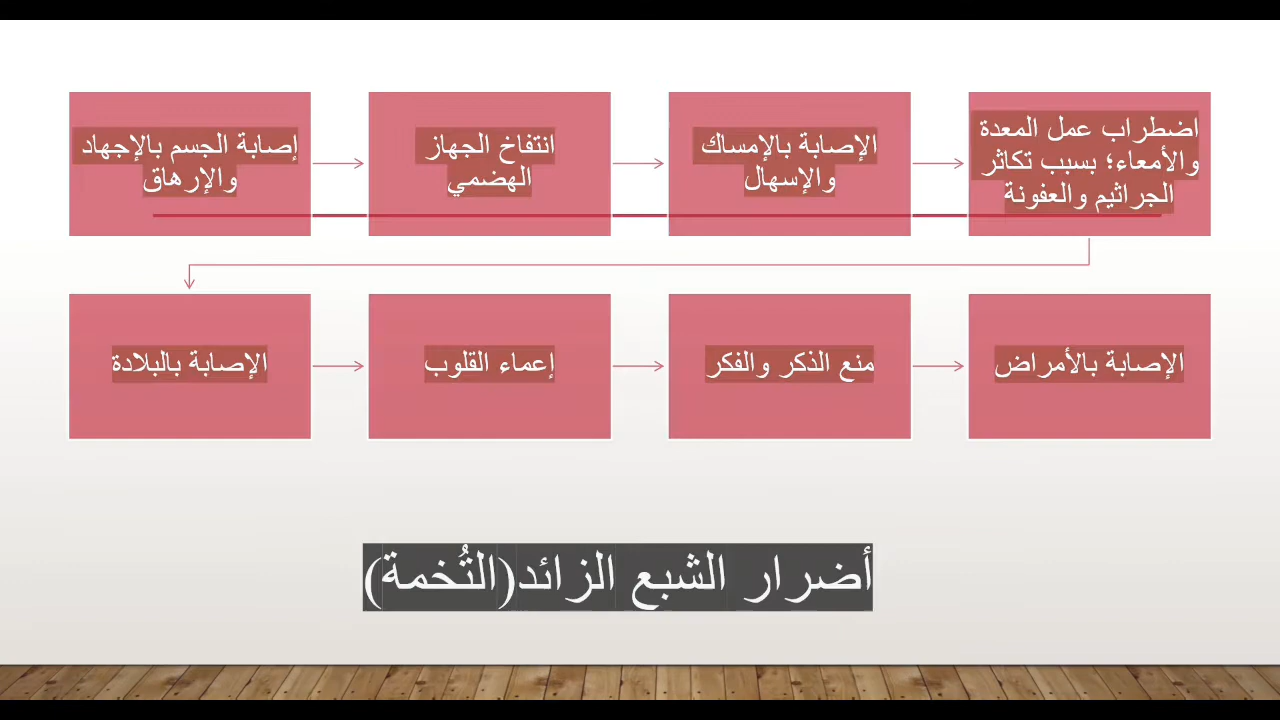 إصابة الجسم بالإجهاد
والإرهاق
انتفاخ الجهاز
الهضمي
الإصابة بالإمساك
والإسهال
اضطراب عمل المعدة
والأمعاء؛ بسبب تكاثر
الجراثيم والعفونة
الإصابة بالبلادة
إعماء القلوب
منع الذكر والفكر
الإصابة بالأمراض
أضرار الشبع الزائد(التُخمة)